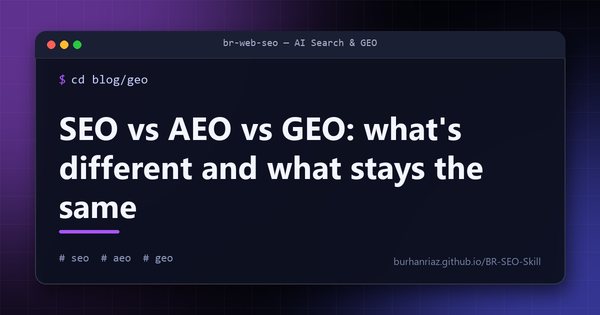 br-web-seo — AI Search & GEO
$ cd blog/geo
SEO vs AEO vs GEO: what's
different and what stays the
same
# seo # aeo # geo
burhanriaz.github.io/BR-SEO-Skill